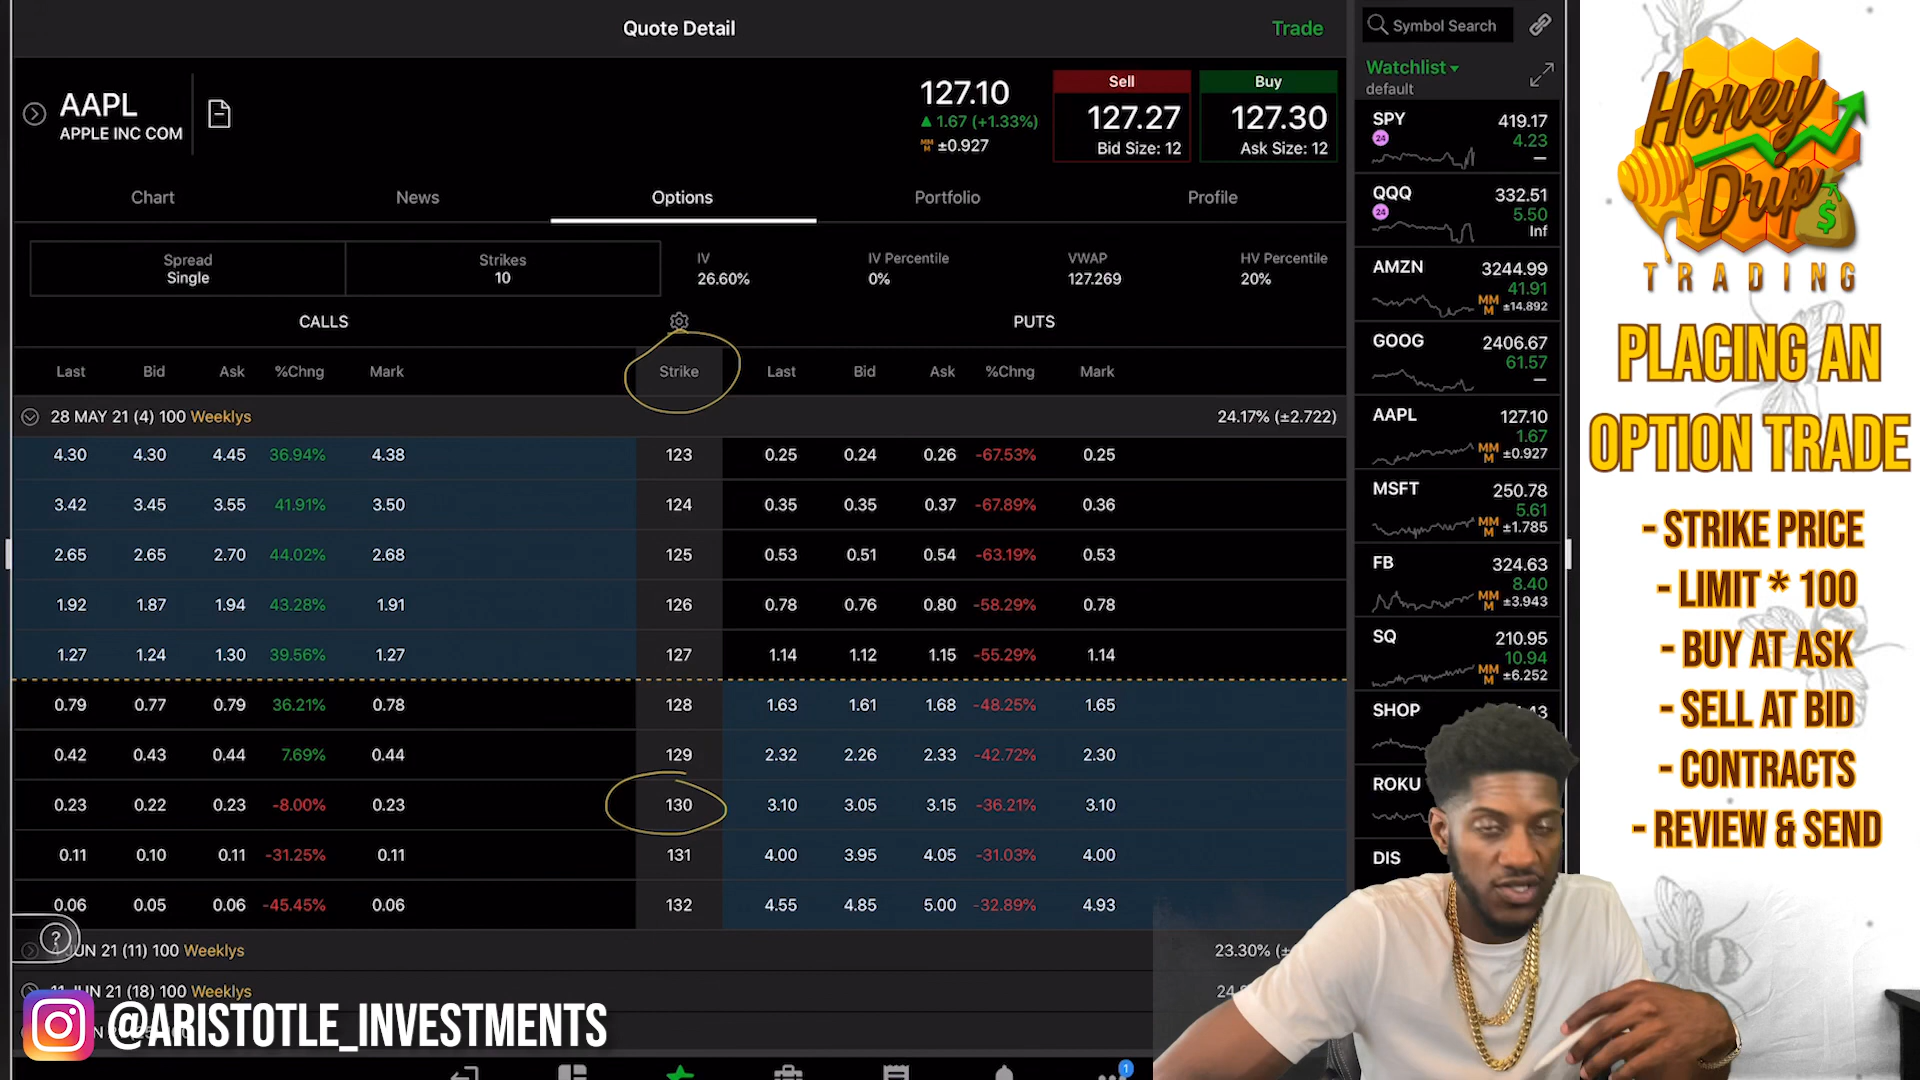 Quote Detail
Trade
AAPL
APPLE INC COM
127.10
1.67 (+1.33%)
MM M ±0.927
Sell
127.27
Bid Size: 12
Buy
127.30
Ask Size: 12
Chart News Options Portfolio Profile
Spread
Single
Strikes
10
IV
26.60%
IV Percentile
0%
VWAP
127.269
HV Percentile
20%
CALLS PUTS
Last Bid Ask %Chng Mark Strike Last Bid Ask %Chng Mark
28 MAY 21 (4) 100 Weeklys 24.17% (±2.722)
4.30 4.30 4.45 36.94% 4.38 123 0.25 0.24 0.26 -67.53% 0.25
3.42 3.45 3.55 41.91% 3.50 124 0.35 0.35 0.37 -67.89% 0.36
2.65 2.65 2.70 44.02% 2.68 125 0.53 0.51 0.54 -63.19% 0.53
1.92 1.87 1.94 43.28% 1.91 126 0.78 0.76 0.80 -58.29% 0.78
1.27 1.24 1.30 39.56% 1.27 127 1.14 1.12 1.15 -55.29% 1.14
0.79 0.77 0.79 36.21% 0.78 128 1.63 1.61 1.68 -48.25% 1.65
0.42 0.43 0.44 7.69% 0.44 129 2.32 2.26 2.33 -42.72% 2.30
0.23 0.22 0.23 -8.00% 0.23 130 3.10 3.05 3.15 -36.21% 3.10
0.11 0.10 0.11 -31.25% 0.11 131 4.00 3.95 4.05 -31.03% 4.00
0.06 0.05 0.06 -45.45% 0.06 132 4.55 4.85 5.00 -32.89% 4.93
?
JUN 21 (11) 100 Weeklys 23.30%
JUN 21 (18) 100 Weeklys
@ARISTOTLE_INVESTMENTS
1
Symbol Search
Watchlist
default
SPY 419.17
24 4.23
QQQ 332.51
24 5.50
Inf
AMZN 3244.99
41.91
MM M ±14.892
GOOG 2406.67
61.57
AAPL 127.10
1.67
MM M ±0.927
MSFT 250.78
5.61
MM M ±1.785
FB 324.63
8.40
MM M ±3.943
SQ 210.95
10.94
MM M ±6.252
SHOP
ROKU
DIS
Honey
Drip
$
TRADING
PLACING AN
OPTION TRADE
- STRIKE PRICE
- LIMIT * 100
- BUY AT ASK
- SELL AT BID
- CONTRACTS
- REVIEW & SEND